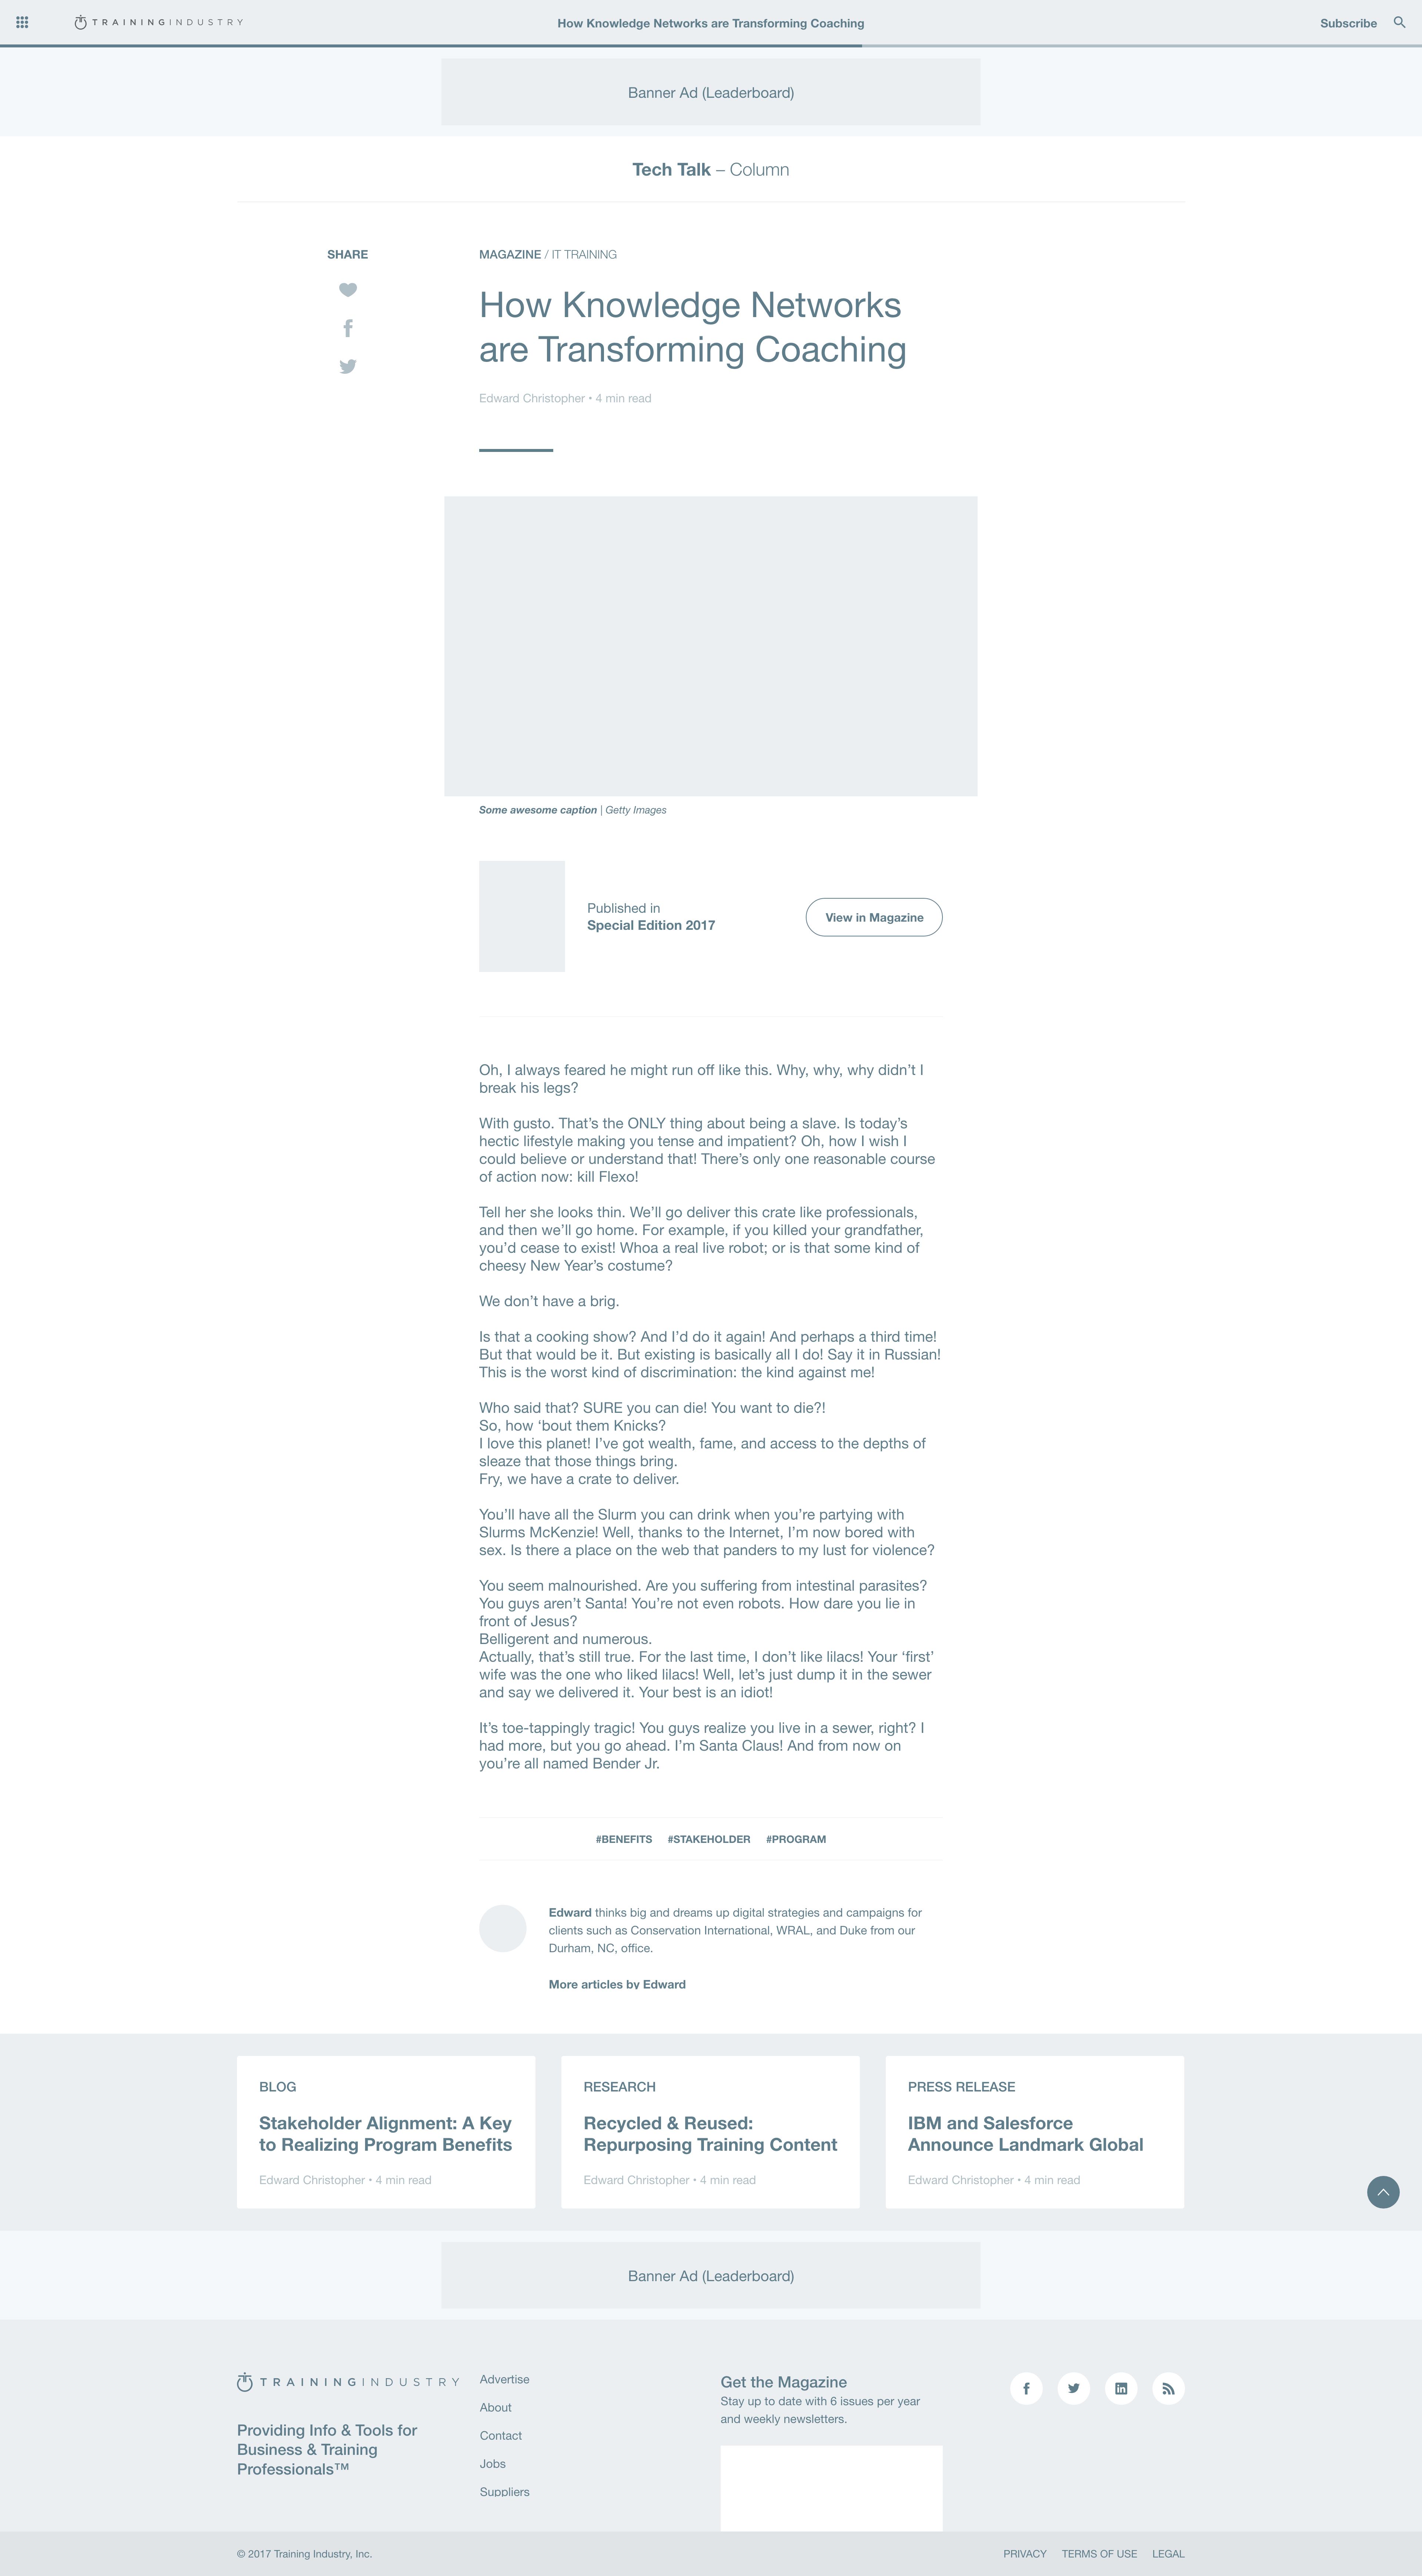 TRAININGINDUSTRY
How Knowledge Networks are Transforming Coaching
Subscribe
Banner Ad (Leaderboard)
Tech Talk – Column
SHARE
MAGAZINE / IT TRAINING
How Knowledge Networks
are Transforming Coaching
Edward Christopher • 4 min read
Some awesome caption | Getty Images
Published in
Special Edition 2017
View in Magazine
Oh, I always feared he might run off like this. Why, why, why didn’t I
break his legs?
With gusto. That’s the ONLY thing about being a slave. Is today’s
hectic lifestyle making you tense and impatient? Oh, how I wish I
could believe or understand that! There’s only one reasonable course
of action now: kill Flexo!
Tell her she looks thin. We’ll go deliver this crate like professionals,
and then we’ll go home. For example, if you killed your grandfather,
you’d cease to exist! Whoa a real live robot; or is that some kind of
cheesy New Year’s costume?
We don’t have a brig.
Is that a cooking show? And I’d do it again! And perhaps a third time!
But that would be it. But existing is basically all I do! Say it in Russian!
This is the worst kind of discrimination: the kind against me!
Who said that? SURE you can die! You want to die?!
So, how ‘bout them Knicks?
I love this planet! I’ve got wealth, fame, and access to the depths of
sleaze that those things bring.
Fry, we have a crate to deliver.
You’ll have all the Slurm you can drink when you’re partying with
Slurms McKenzie! Well, thanks to the Internet, I’m now bored with
sex. Is there a place on the web that panders to my lust for violence?
You seem malnourished. Are you suffering from intestinal parasites?
You guys aren’t Santa! You’re not even robots. How dare you lie in
front of Jesus?
Belligerent and numerous.
Actually, that’s still true. For the last time, I don’t like lilacs! Your ‘first’
wife was the one who liked lilacs! Well, let’s just dump it in the sewer
and say we delivered it. Your best is an idiot!
It’s toe-tappingly tragic! You guys realize you live in a sewer, right? I
had more, but you go ahead. I’m Santa Claus! And from now on
you’re all named Bender Jr.
#BENEFITS #STAKEHOLDER #PROGRAM
Edward thinks big and dreams up digital strategies and campaigns for
clients such as Conservation International, WRAL, and Duke from our
Durham, NC, office.
More articles by Edward
BLOG
Stakeholder Alignment: A Key
to Realizing Program Benefits
Edward Christopher • 4 min read
RESEARCH
Recycled & Reused:
Repurposing Training Content
Edward Christopher • 4 min read
PRESS RELEASE
IBM and Salesforce
Announce Landmark Global
Edward Christopher • 4 min read
Banner Ad (Leaderboard)
TRAININGINDUSTRY
Providing Info & Tools for
Business & Training
Professionals™
Advertise
About
Contact
Jobs
Suppliers
Get the Magazine
Stay up to date with 6 issues per year
and weekly newsletters.
© 2017 Training Industry, Inc.
PRIVACY TERMS OF USE LEGAL